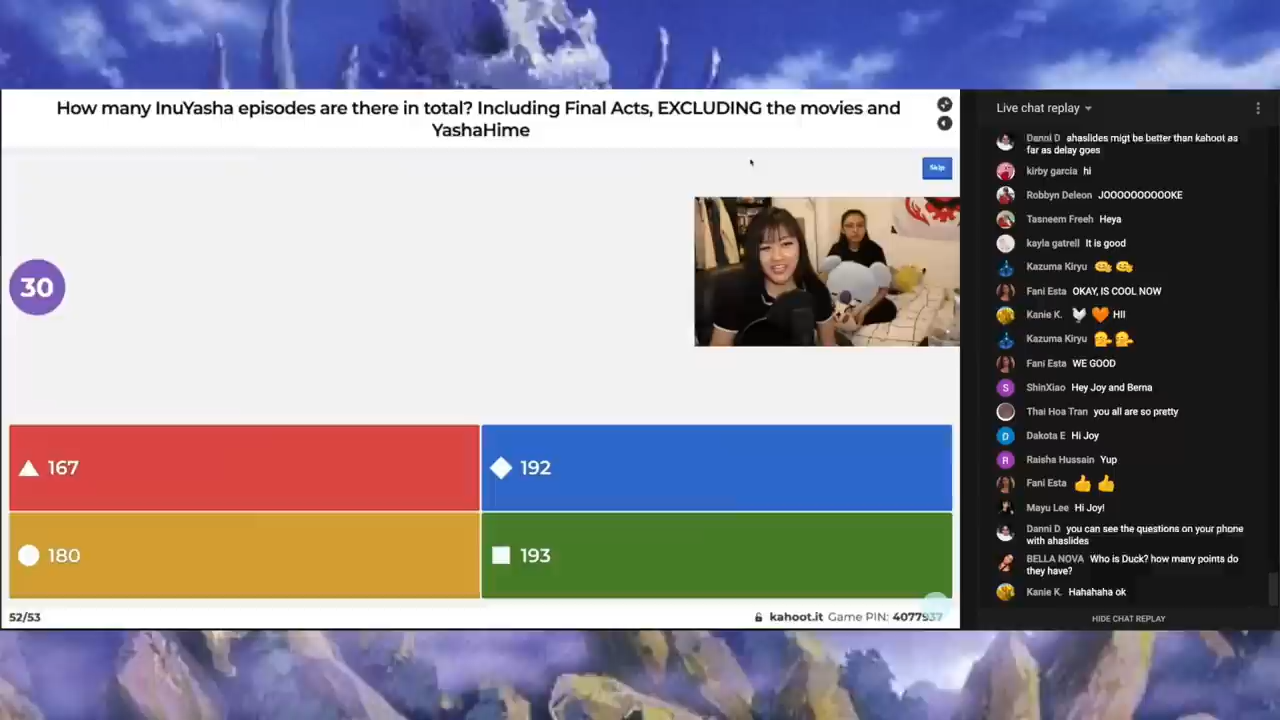 How many InuYasha episodes are there in total? Including Final Acts, EXCLUDING the movies and
YashaHime
Skip
30
167
192
180
193
52/53
kahoot.it Game PIN: 4077937
Live chat replay
Danni D ahaslides migt be better than kahoot as
far as delay goes
kirby garcia hi
Robbyn Deleon JOOOOOOOOOKE
Tasneem Freeh Heya
kayla gatrell It is good
Kazuma Kiryu
Fani Esta OKAY, IS COOL NOW
Kanie K. HII
Kazuma Kiryu
Fani Esta WE GOOD
S ShinXiao Hey Joy and Berna
Thai Hoa Tran you all are so pretty
D Dakota E Hi Joy
R Raisha Hussain Yup
Fani Esta
Mayu Lee Hi Joy!
Danni D you can see the questions on your phone
with ahaslides
BELLA NOVA Who is Duck? how many points do
they have?
Kanie K. Hahahaha ok
HIDE CHAT REPLAY